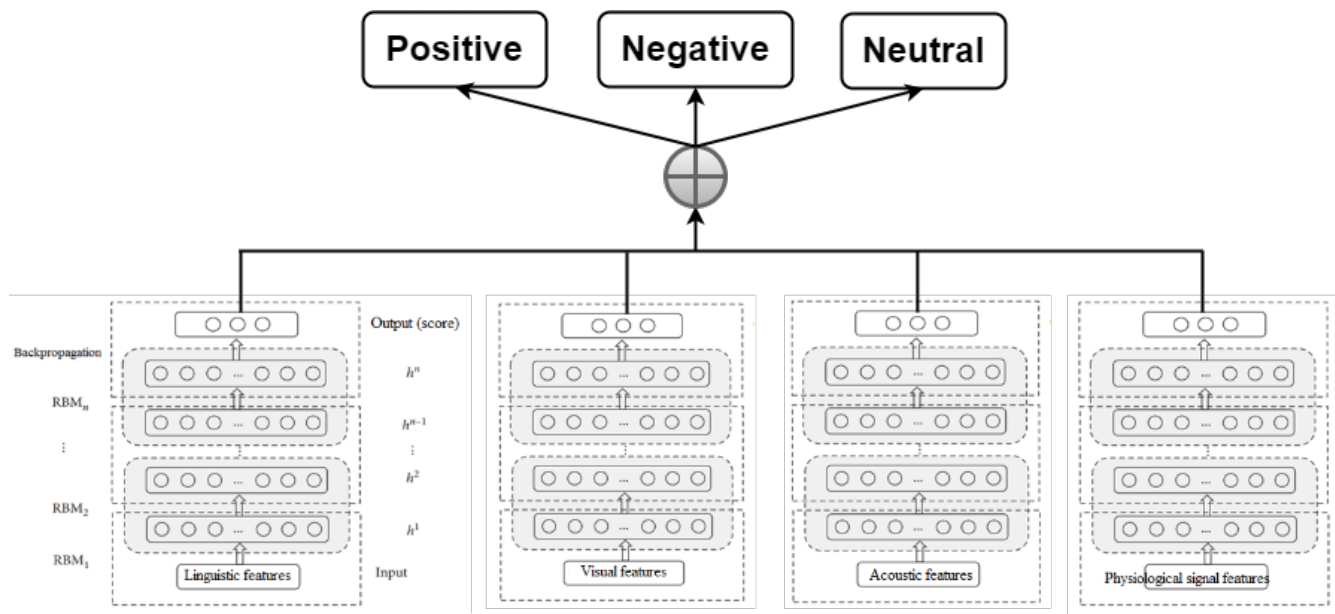 Positive
Negative
Neutral
Output (score)
Backpropagation
... ... ... ...
hⁿ
RBMₙ
... ... ... ...
hⁿ⁻¹
⋮
⋮
... ... ... ...
h²
RBM₂
... ... ... ...
h¹
RBM₁
Linguistic features
Input
Visual features
Acoustic features
Physiological signal features